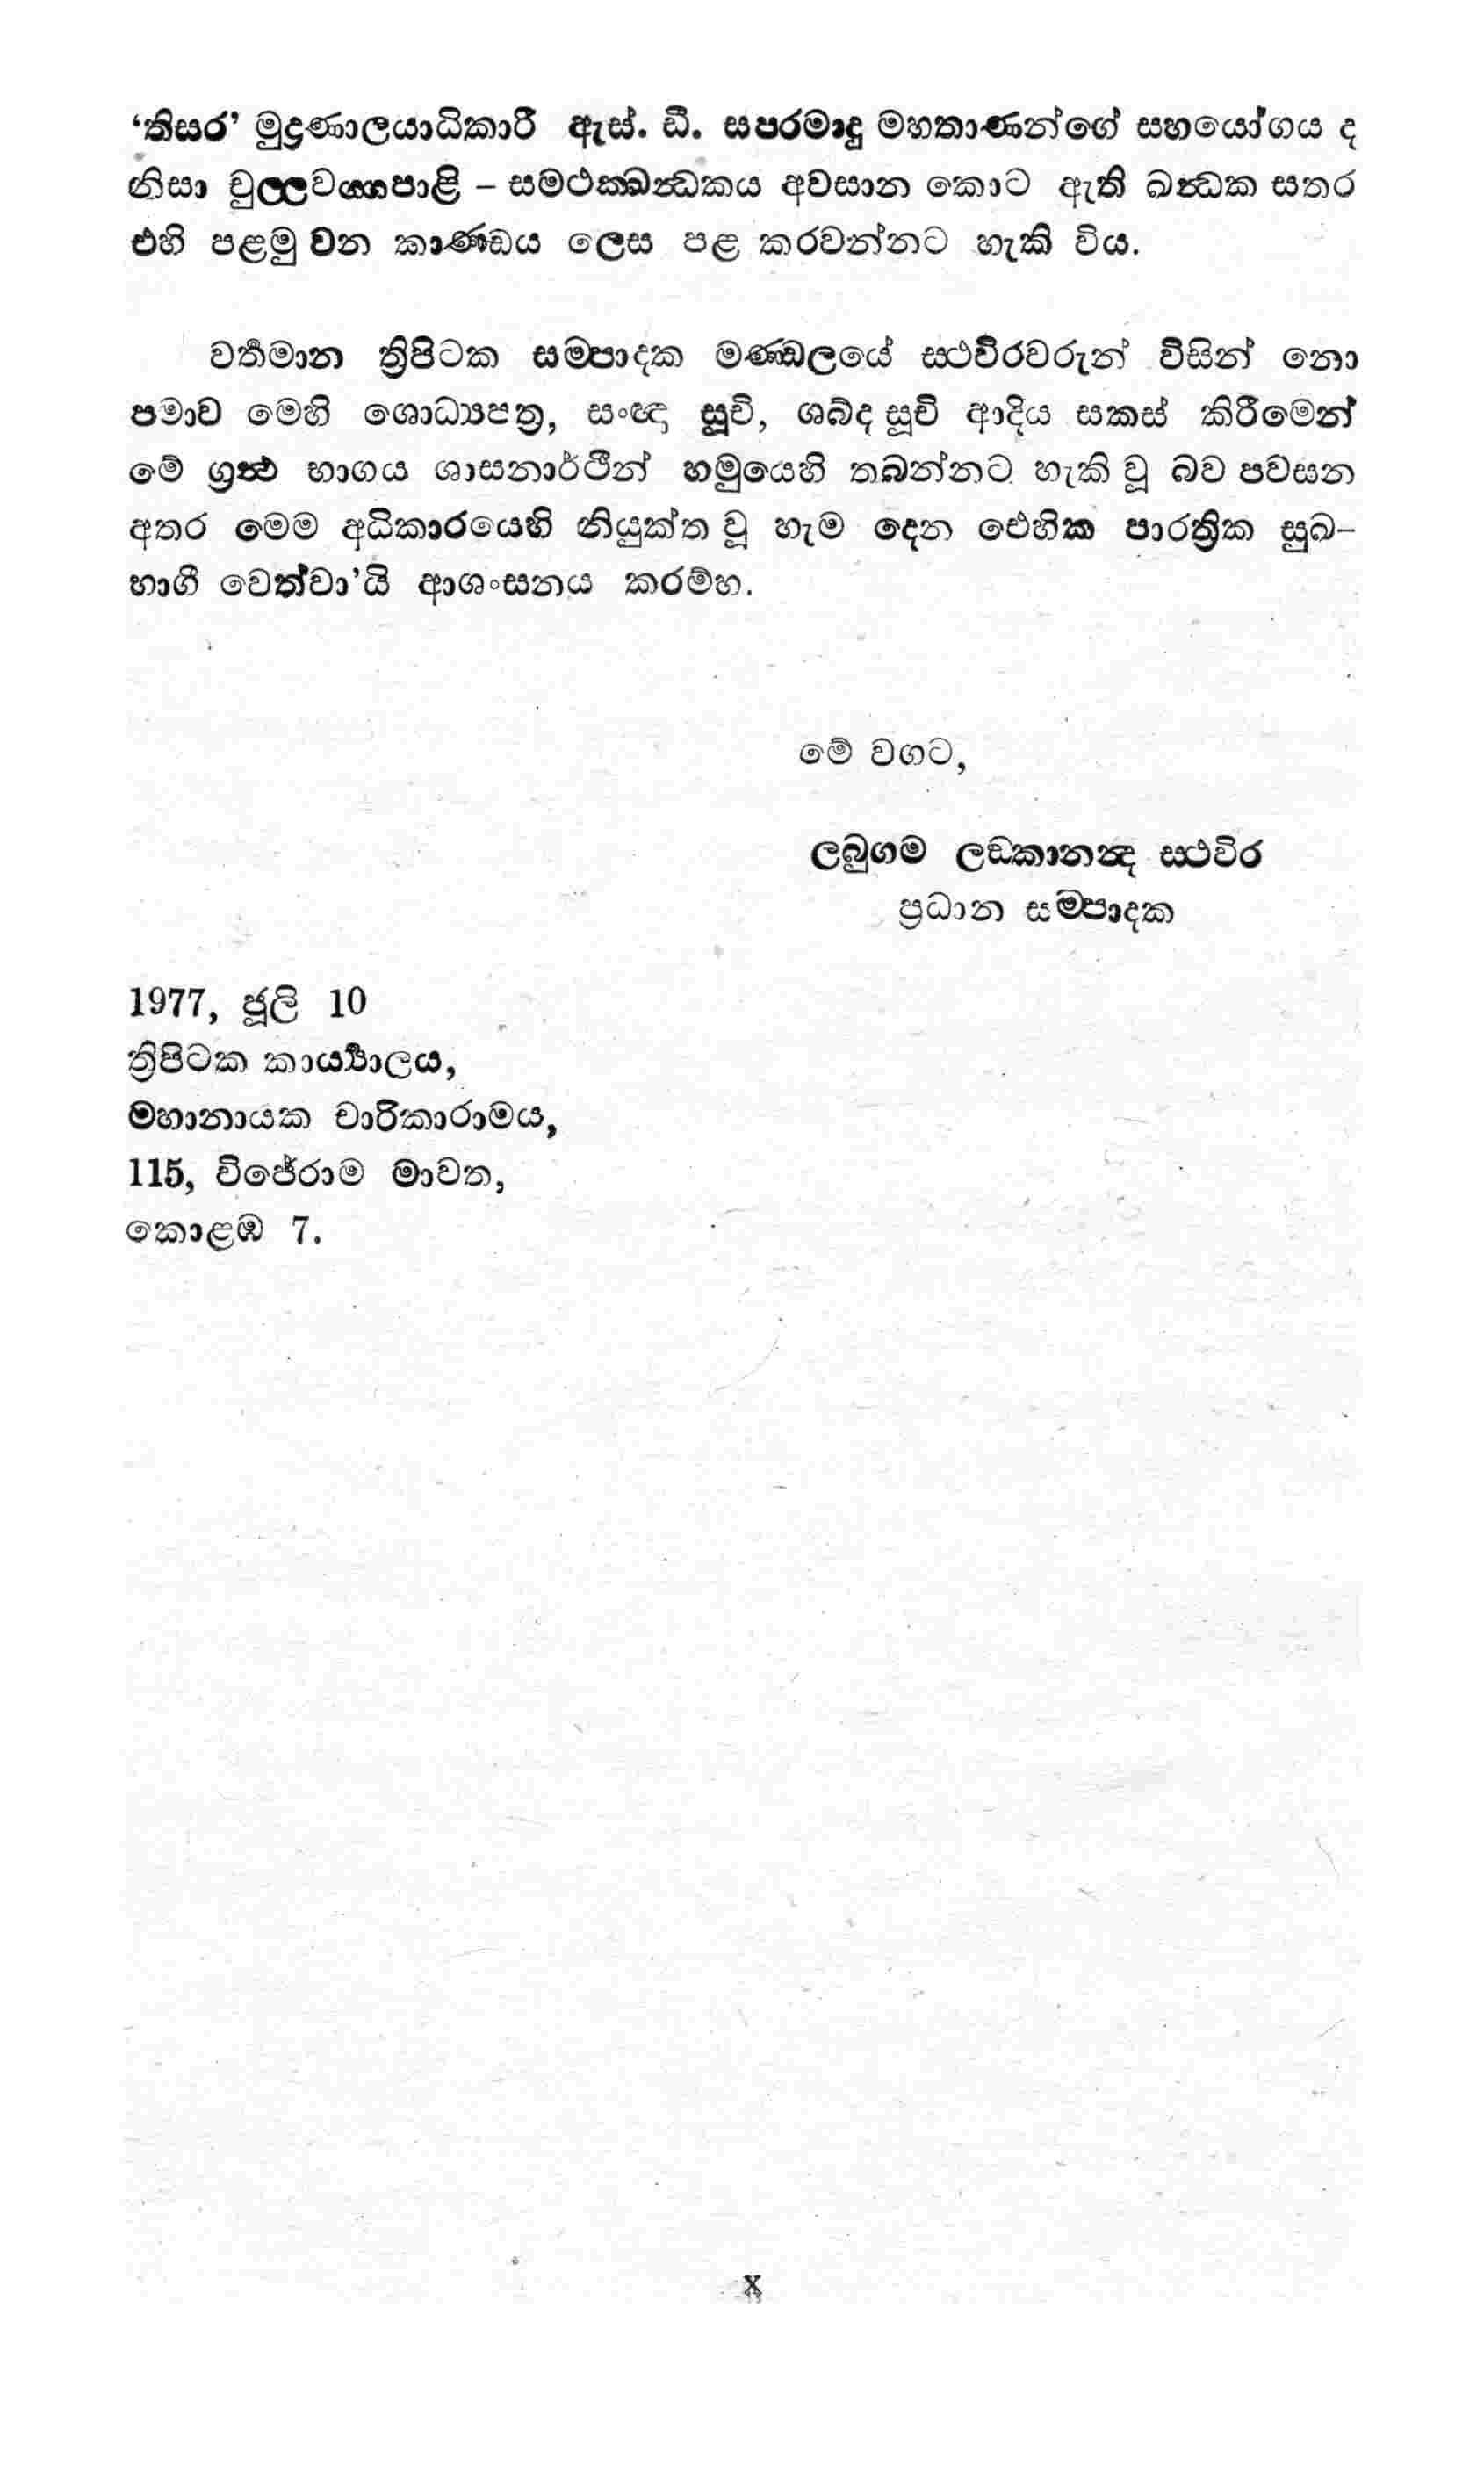 ‘තිසර’ මුද්‍රණාලයාධිකාරී ඇස්. ඩී. සපරමාදු මහතාණන්ගේ සහයෝගය ද
නිසා චුල්ලවග්ගපාළි – සමථක්ඛන්ධකය අවසාන කොට ඇති ඛන්ධක සතර
එහි පළමු වන කාණ්ඩය ලෙස පළ කරවන්නට හැකි විය.
වර්තමාන ත්‍රිපිටක සම්පාදක මණ්ඩලයේ ස්ථවිරවරුන් විසින් නො
පමාව මෙහි ශොධ්‍යපත්‍ර, සංඥා සූචි, ශබ්ද සූචි ආදිය සකස් කිරීමෙන්
මේ ග්‍රන්ථ භාගය ශාසනාර්ථීන් හමුයෙහි තබන්නට හැකි වූ බව පවසන
අතර මෙම අධිකාරයෙහි නියුක්ත වූ හැම දෙන ඓහික පාරත්‍රික සුඛ–
භාගී වෙත්වා’යි ආශංසනය කරම්හ.
මේ වගට,
ලබුගම ලඞ්කානන්ද ස්ථවිර
ප්‍රධාන සම්පාදක
1977, ජූලි 10
ත්‍රිපිටක කාර්‍ය්‍යාලය,
මහානායක චාරිකාරාමය,
115, විජේරාම මාවත,
කොළඹ 7.
x